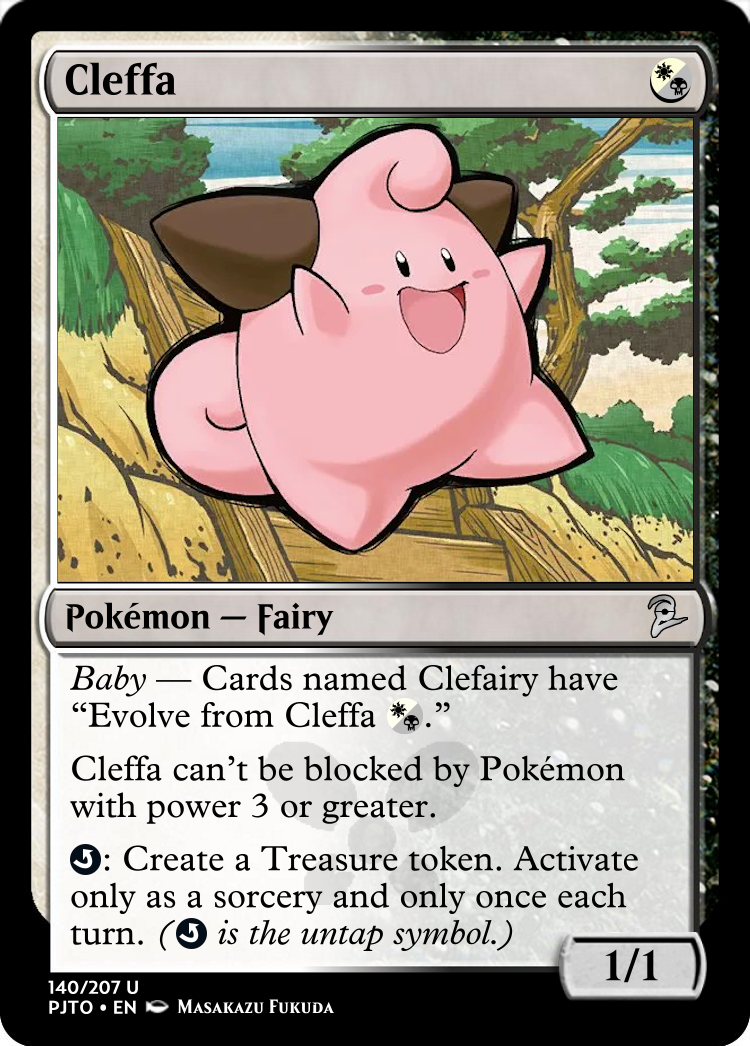 Cleffa
Pokémon — Fairy
Baby — Cards named Clefairy have
“Evolve from Cleffa .”
Cleffa can’t be blocked by Pokémon
with power 3 or greater.
: Create a Treasure token. Activate
only as a sorcery and only once each
turn. ( is the untap symbol.)
1/1
140/207 U
PJTO • EN Masakazu Fukuda